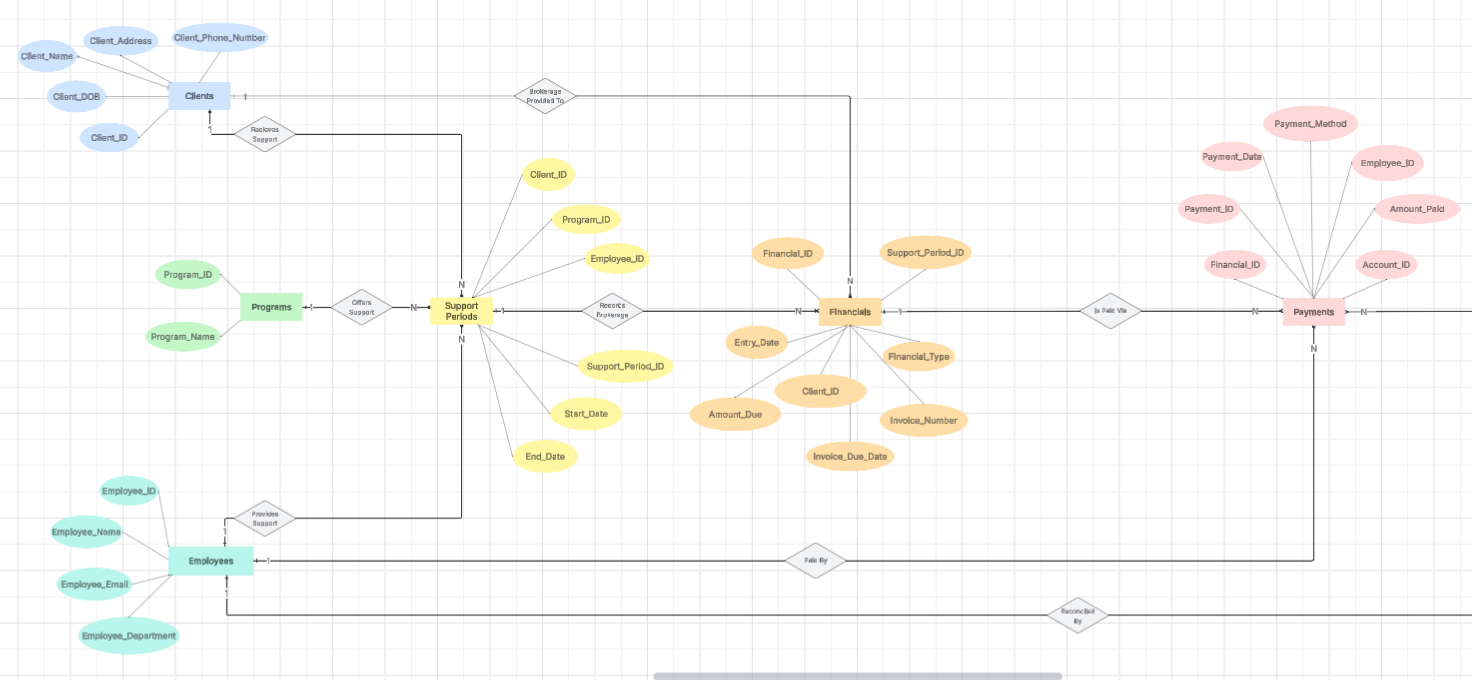 Client_Name
Client_Address
Client_Phone_Number
Client_DOB
Client_ID
Clients
1
Brokerage
Provided To
1
Recieves
Support
Client_ID
Program_ID
Employee_ID
N
Program_ID
Programs
Program_Name
1
Offers
Support
N
Support
Periods
1
Records
Brokerage
N
N
Support_Period_ID
Start_Date
End_Date
Financial_ID
Support_Period_ID
N
Financials
1
Entry_Date
Financial_Type
Client_ID
Amount_Due
Invoice_Number
Invoice_Due_Date
Is Paid Via
N
Payment_Method
Payment_Date
Employee_ID
Payment_ID
Amount_Paid
Financial_ID
Account_ID
Payments
N
N
Employee_ID
Employee_Name
Employee_Email
Employee_Department
Employees
1
Provides
Support
1
Paid By
1
Reconciled
By